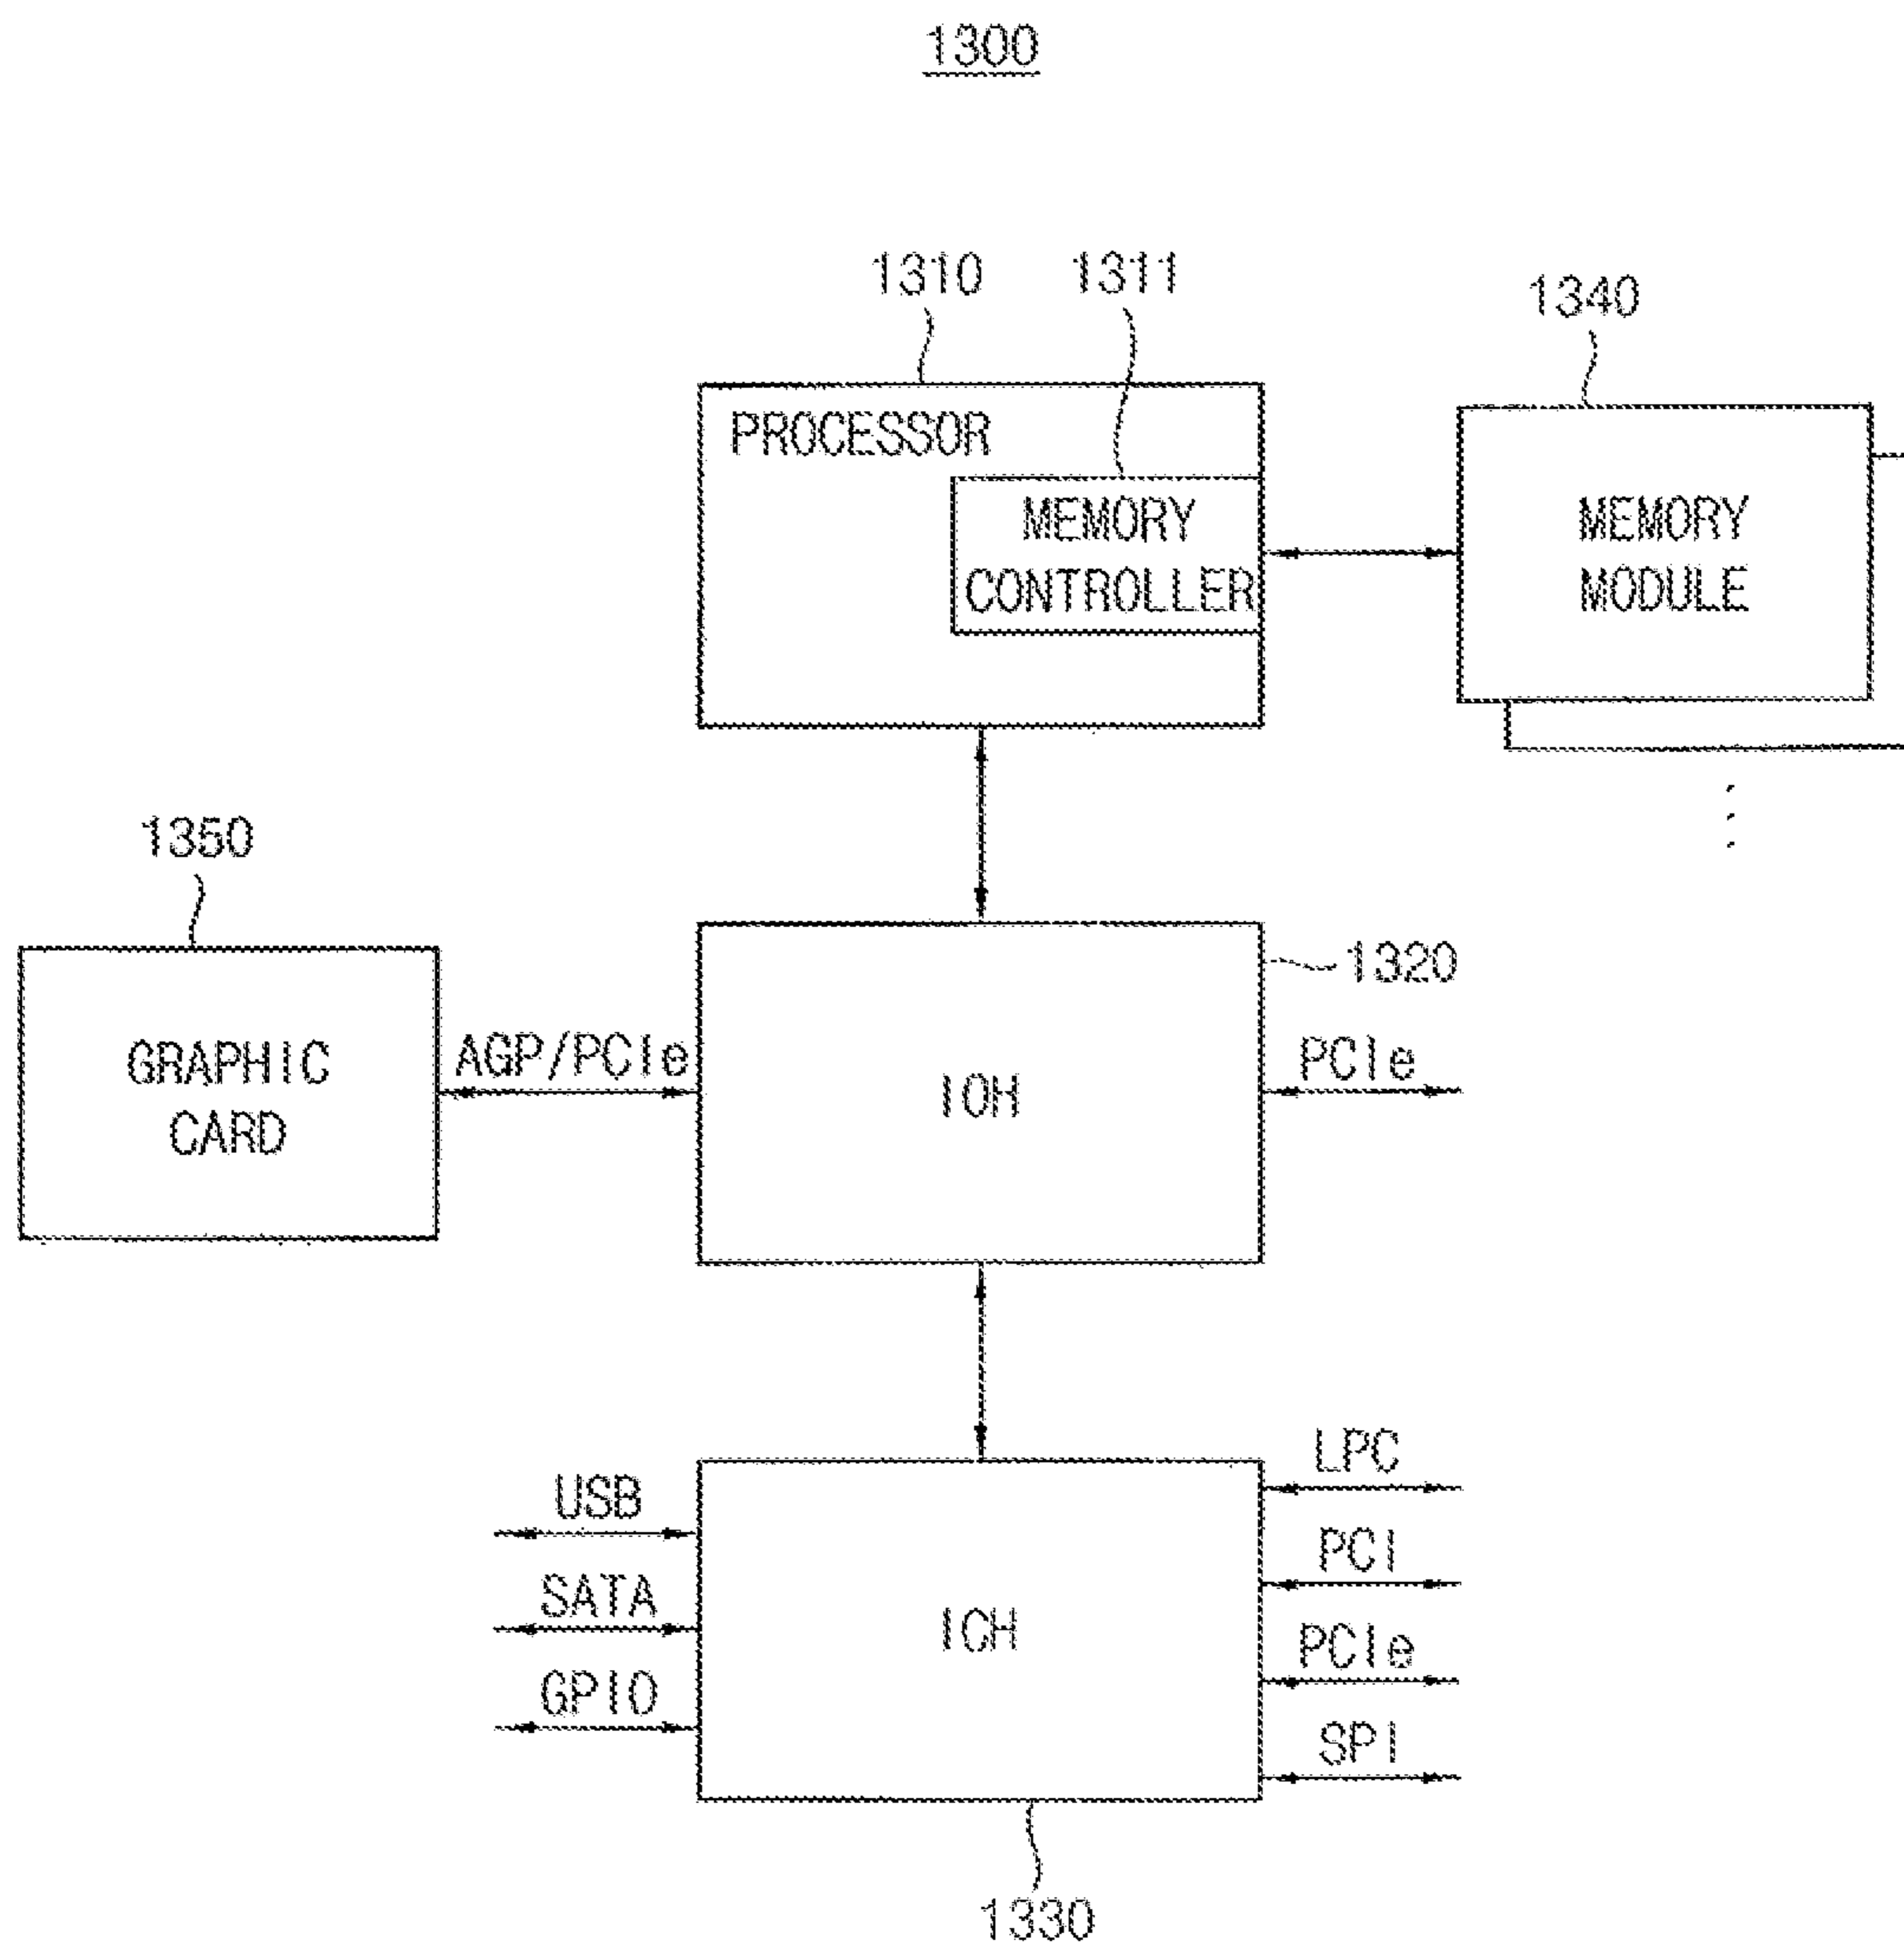 1300
1310
1311
1340
PROCESSOR
MEMORY
CONTROLLER
MEMORY
MODULE
1350
1320
GRAPHIC
CARD
AGP/PCIe
IOH
PCIe
USB
SATA
GPIO
ICH
LPC
PCI
PCIe
SPI
1330